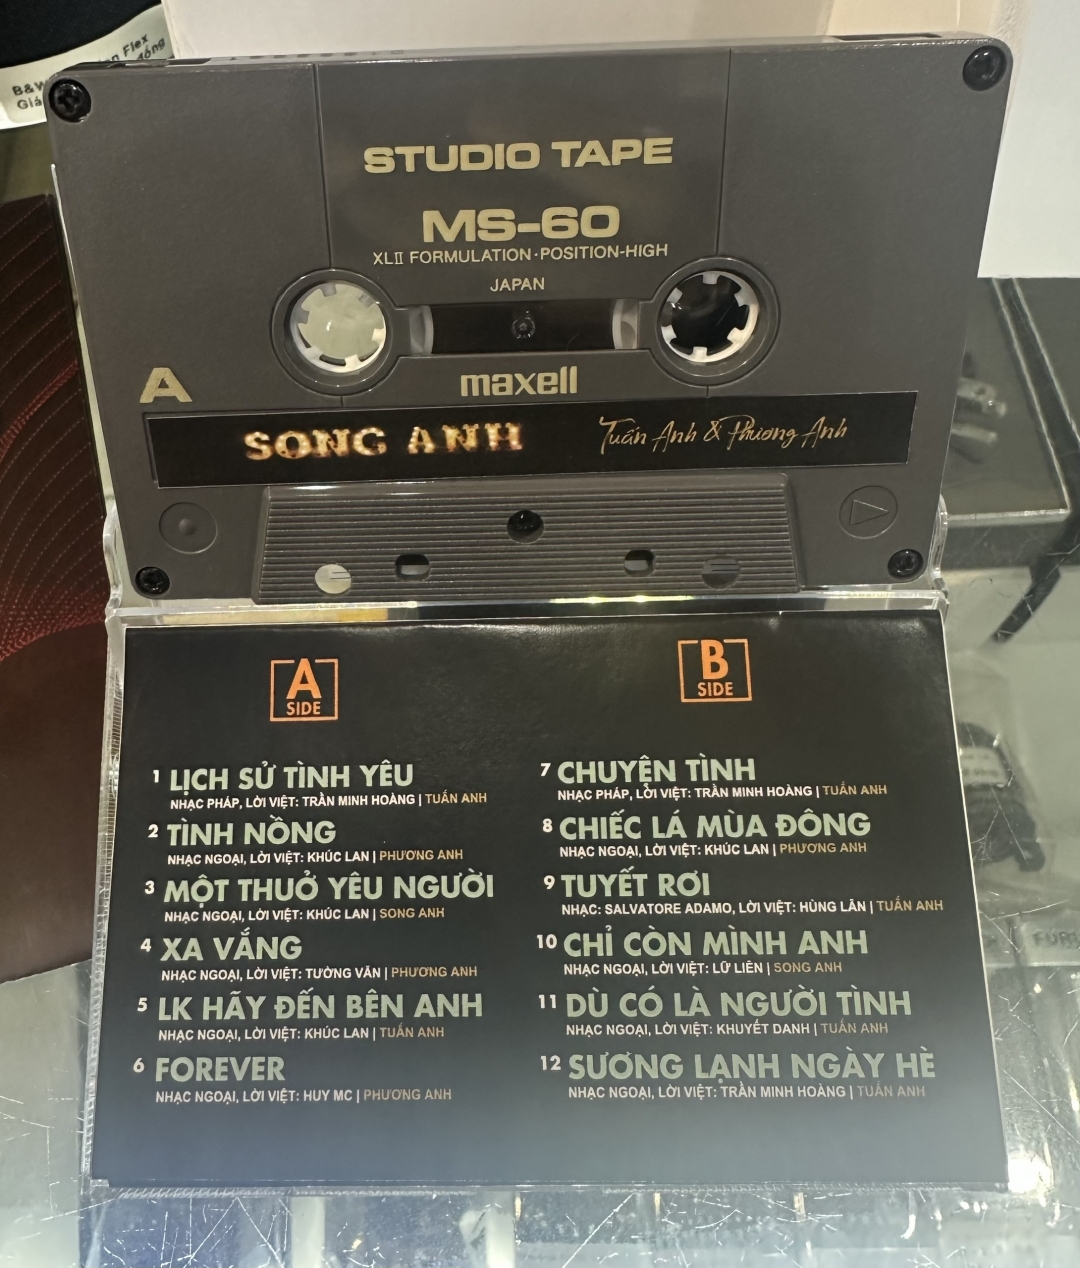 STUDIO TAPE
MS-60
XLII FORMULATION·POSITION-HIGH
JAPAN
A
maxell
SONG ANH
Tuấn Anh & Phương Anh
A
SIDE
1 LỊCH SỬ TÌNH YÊU
NHẠC PHÁP, LỜI VIỆT: TRẦN MINH HOÀNG | TUẤN ANH
2 TÌNH NỒNG
NHẠC NGOẠI, LỜI VIỆT: KHÚC LAN | PHƯƠNG ANH
3 MỘT THUỞ YÊU NGƯỜI
NHẠC NGOẠI, LỜI VIỆT: KHÚC LAN | SONG ANH
4 XA VẮNG
NHẠC NGOẠI, LỜI VIỆT: TƯỜNG VĂN | PHƯƠNG ANH
5 LK HÃY ĐẾN BÊN ANH
NHẠC NGOẠI, LỜI VIỆT: KHÚC LAN | TUẤN ANH
6 FOREVER
NHẠC NGOẠI, LỜI VIỆT: HUY MC | PHƯƠNG ANH
B
SIDE
7 CHUYỆN TÌNH
NHẠC PHÁP, LỜI VIỆT: TRẦN MINH HOÀNG | TUẤN ANH
8 CHIẾC LÁ MÙA ĐÔNG
NHẠC NGOẠI, LỜI VIỆT: KHÚC LAN | PHƯƠNG ANH
9 TUYẾT RƠI
NHẠC: SALVATORE ADAMO, LỜI VIỆT: HÙNG LÂN | TUẤN ANH
10 CHỈ CÒN MÌNH ANH
NHẠC NGOẠI, LỜI VIỆT: LỮ LIÊN | SONG ANH
11 DÙ CÓ LÀ NGƯỜI TÌNH
NHẠC NGOẠI, LỜI VIỆT: KHUYẾT DANH | TUẤN ANH
12 SƯƠNG LẠNH NGÀY HÈ
NHẠC NGOẠI, LỜI VIỆT: TRẦN MINH HOÀNG | TUẤN ANH
B&W
Flex
Giá
đồng